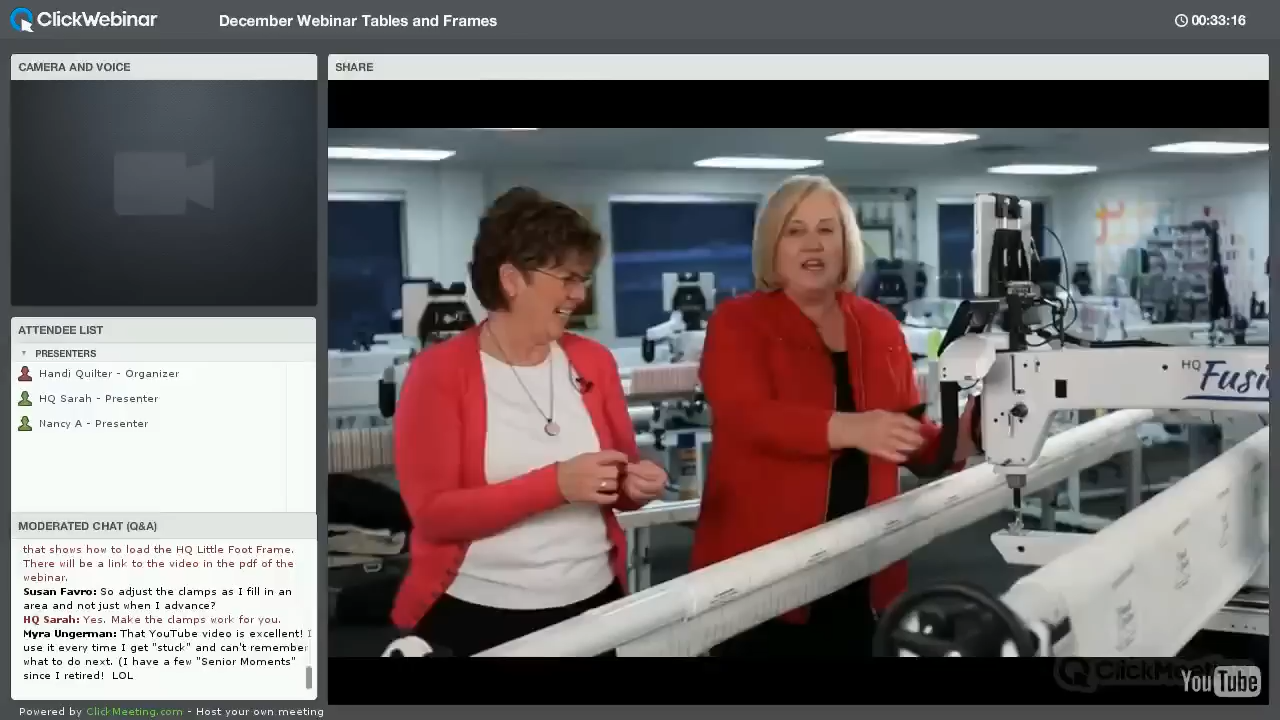 ClickWebinar
December Webinar Tables and Frames
00:33:16
CAMERA AND VOICE
SHARE
ATTENDEE LIST
PRESENTERS
Handi Quilter - Organizer
HQ Sarah - Presenter
Nancy A - Presenter
MODERATED CHAT (Q&A)
that shows how to load the HQ Little Foot Frame.
There will be a link to the video in the pdf of the
webinar.
Susan Favro: So adjust the clamps as I fill in an
area and not just when I advance?
HQ Sarah: Yes. Make the clamps work for you.
Myra Ungerman: That YouTube video is excellent! I
use it every time I get "stuck" and can't remember
what to do next. (I have a few "Senior Moments"
since I retired! LOL
HQ
ClickMeeting
YouTube
Powered by ClickMeeting.com - Host your own meeting